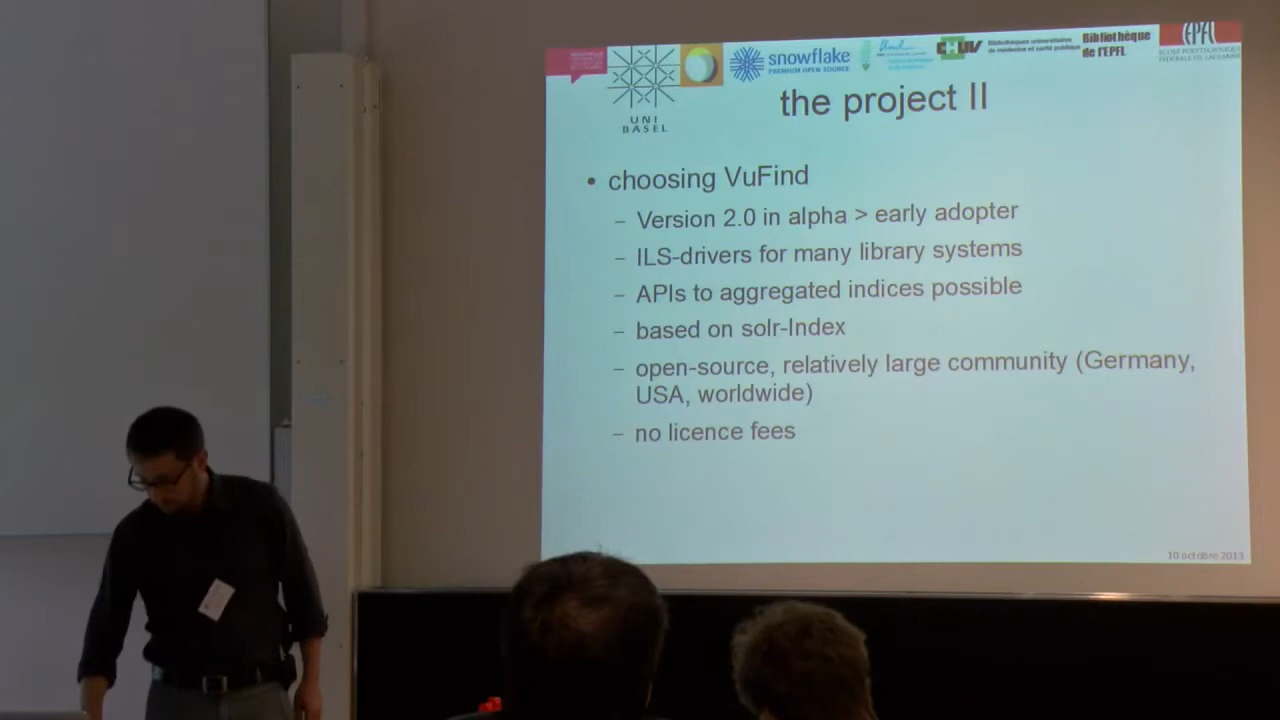 UNI
BASEL
snowflake
PREMIUM OPEN SOURCE
Bibliothèques universitaires
de médecine et santé publique
Bibliothèque
de l'EPFL
EPFL
ÉCOLE POLYTECHNIQUE
FÉDÉRALE DE LAUSANNE
the project II
• choosing VuFind
– Version 2.0 in alpha > early adopter
– ILS-drivers for many library systems
– APIs to aggregated indices possible
– based on solr-Index
– open-source, relatively large community (Germany,
USA, worldwide)
– no licence fees
10 octobre 2013